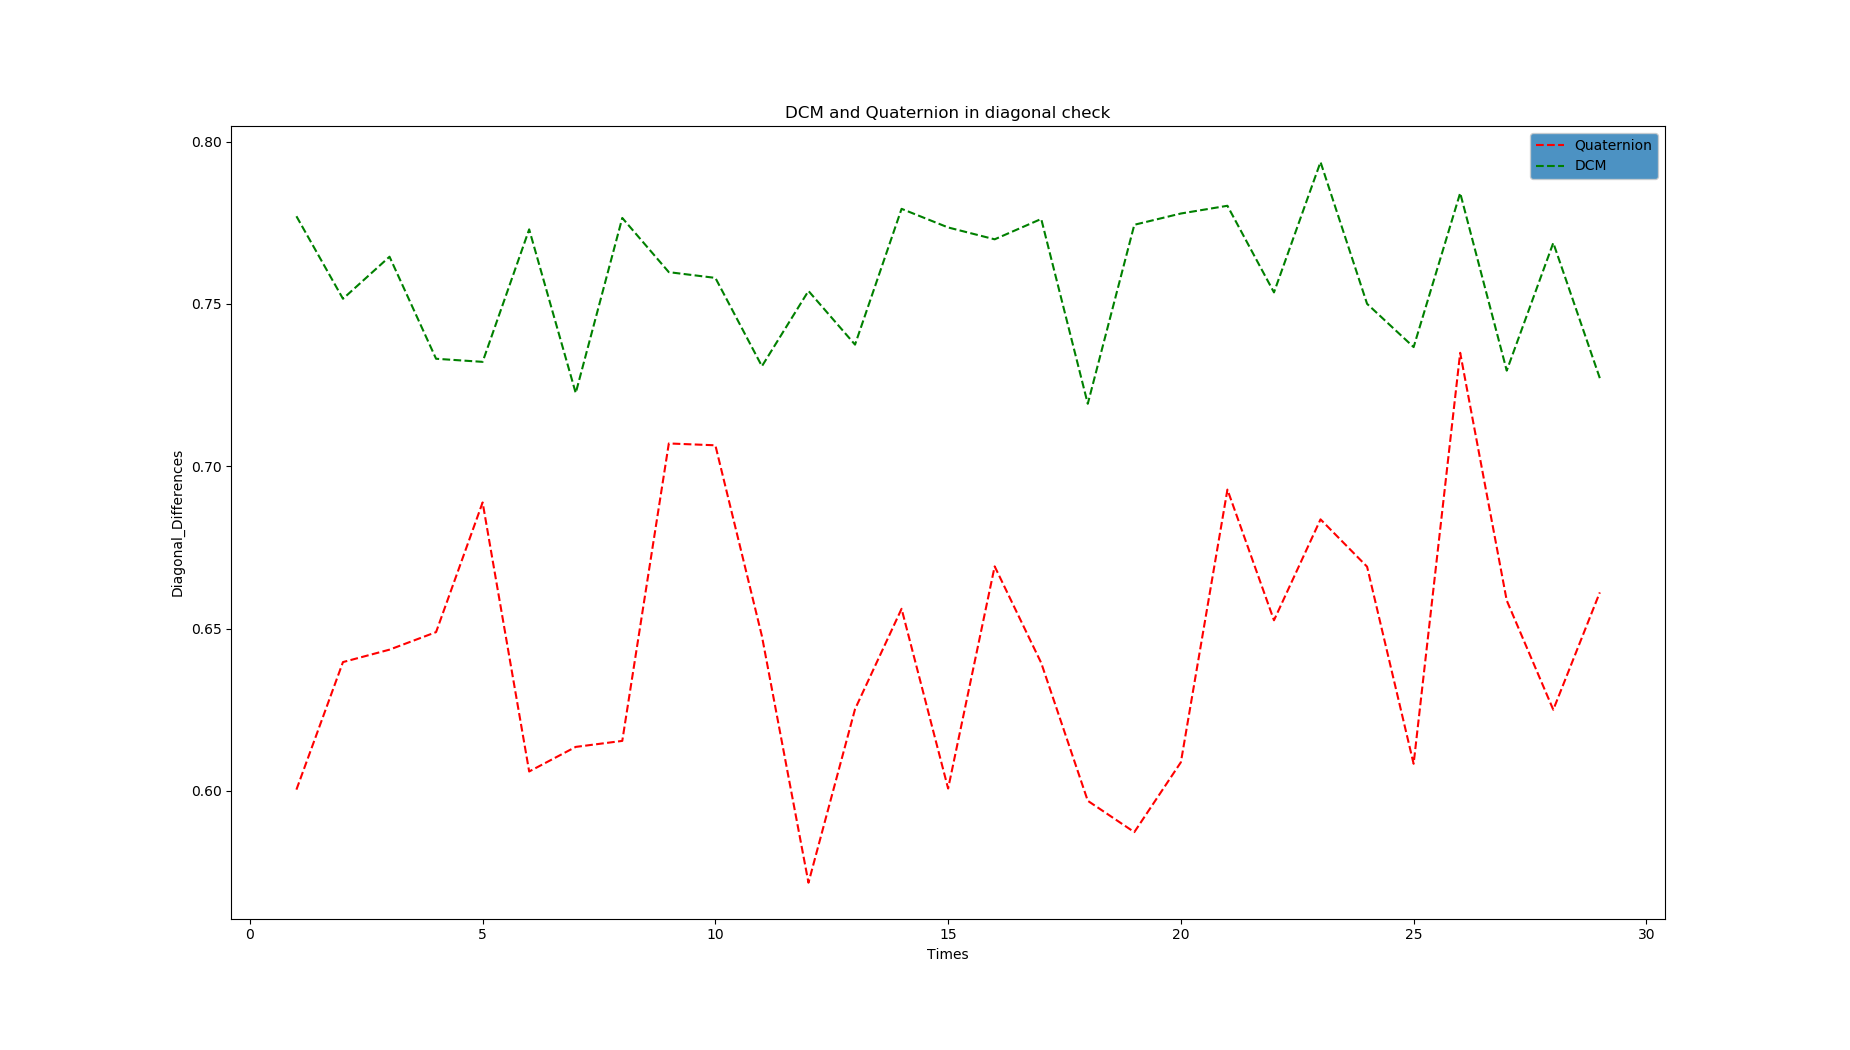 DCM and Quaternion in diagonal check
Quaternion
DCM
0.80
0.75
0.70
0.65
0.60
Diagonal_Differences
0 5 10 15 20 25 30
Times